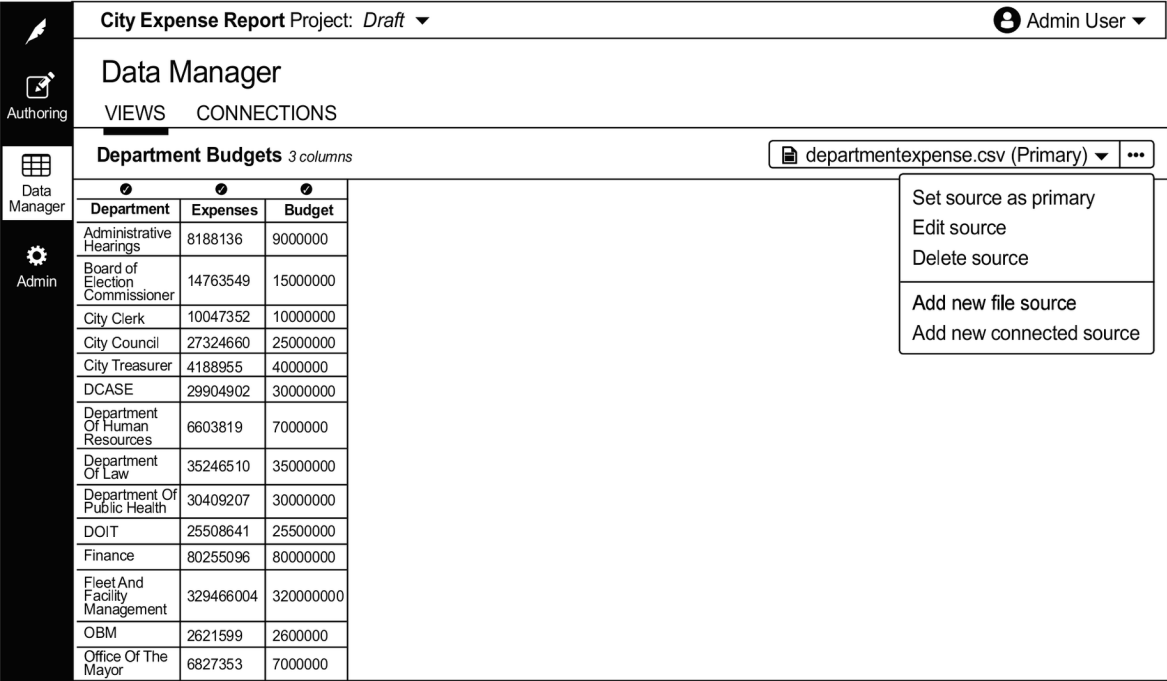 City Expense Report Project: Draft
Admin User
Authoring
Data
Manager
Admin
Data Manager
VIEWS CONNECTIONS
Department Budgets 3 columns
departmentexpense.csv (Primary) •••
Set source as primary
Edit source
Delete source
Add new file source
Add new connected source
Department Expenses Budget
Administrative
Hearings 8188136 9000000
Board of
Election
Commissioner 14763549 15000000
City Clerk 10047352 10000000
City Council 27324660 25000000
City Treasurer 4188955 4000000
DCASE 29904902 30000000
Department
Of Human
Resources 6603819 7000000
Department
Of Law 35246510 35000000
Department Of
Public Health 30409207 30000000
DOIT 25508641 25500000
Finance 80255096 80000000
Fleet And
Facility
Management 329466004 320000000
OBM 2621599 2600000
Office Of The
Mayor 6827353 7000000